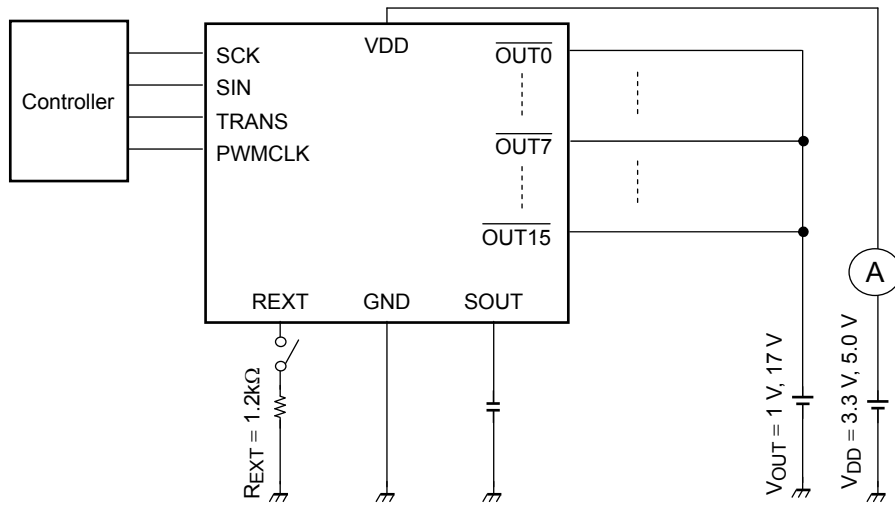 Controller
SCK
SIN
TRANS
PWMCLK
VDD
OUT0
OUT7
OUT15
REXT
GND
SOUT
A
REXT = 1.2kΩ
VOUT = 1 V, 17 V
VDD = 3.3 V, 5.0 V